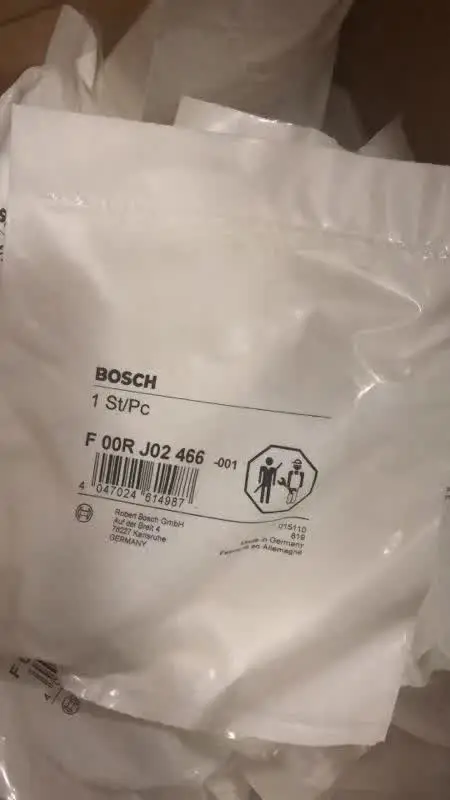 BOSCH
1 St/Pc
F 00R J02 466 -001
4 047024 614987
Robert Bosch GmbH
Auf der Breit 4
76227 Karlsruhe
GERMANY
015110
819
Made in Germany
en Allemagne